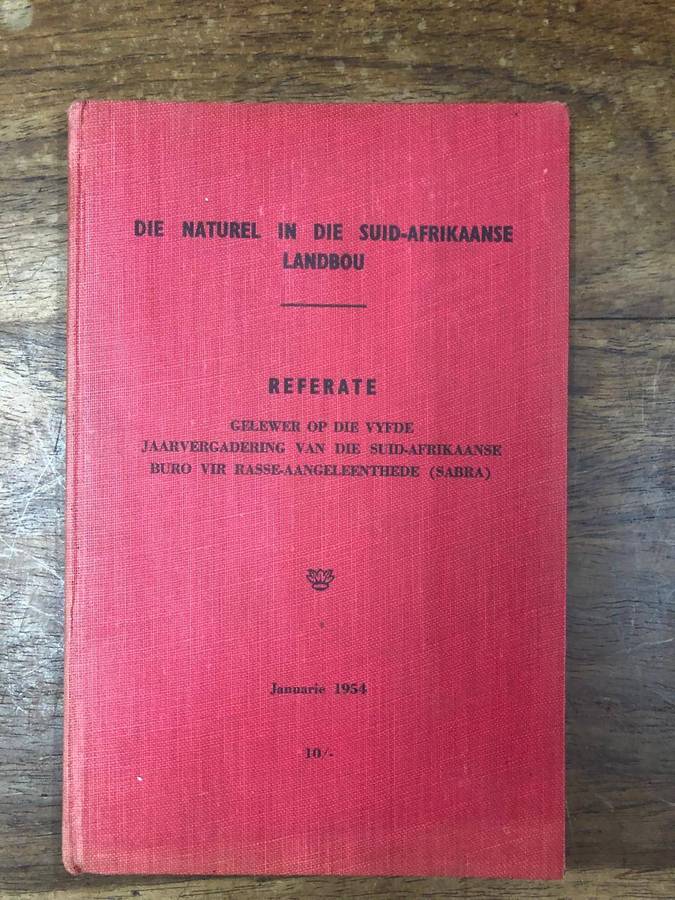 DIE NATUREL IN DIE SUID-AFRIKAANSE
LANDBOU
REFERATE
GELEWER OP DIE VYFDE
JAARVERGADERING VAN DIE SUID-AFRIKAANSE
BURO VIR RASSE-AANGELEENTHEDE (SABRA)
Januarie 1954
10/-